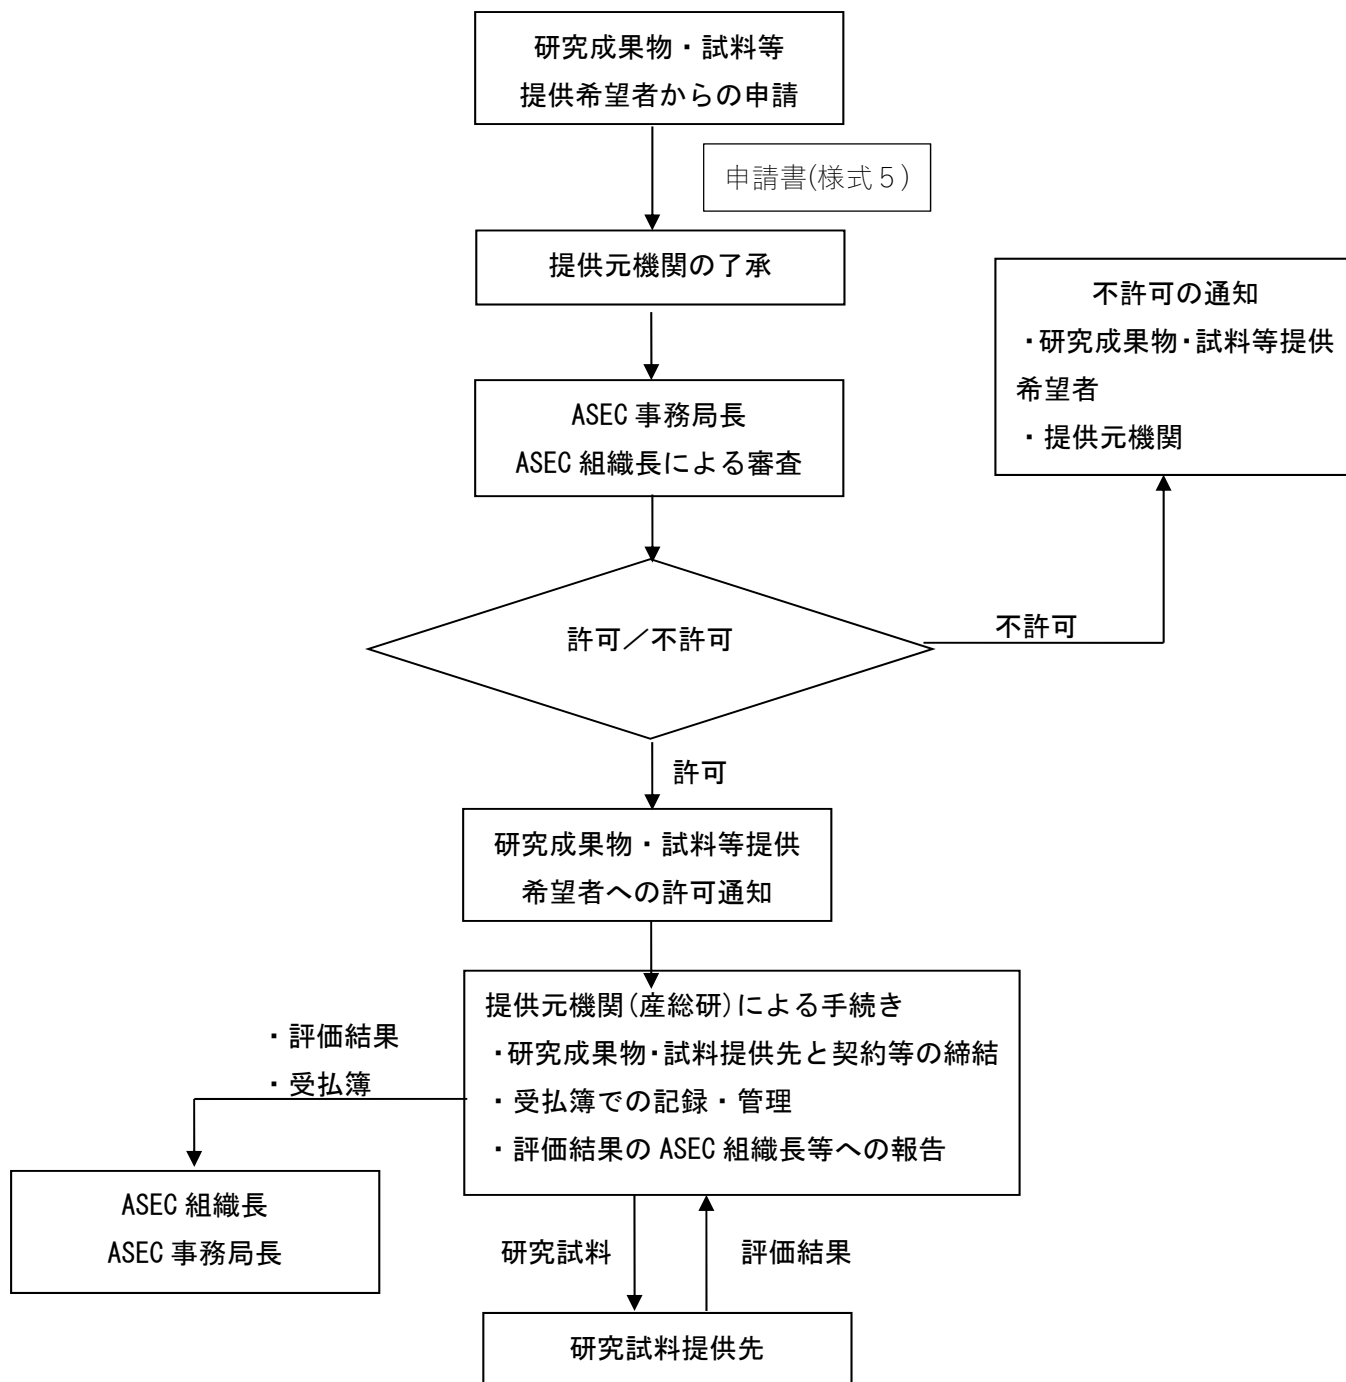 研究成果物・試料等
提供希望者からの申請
申請書(様式５)
提供元機関の了承
不許可の通知
・研究成果物・試料等提供
希望者
・提供元機関
ASEC 事務局長
ASEC 組織長による審査
許可／不許可
不許可
許可
研究成果物・試料等提供
希望者への許可通知
提供元機関(産総研)による手続き
・研究成果物・試料提供先と契約等の締結
・受払簿での記録・管理
・評価結果の ASEC 組織長等への報告
・評価結果
・受払簿
ASEC 組織長
ASEC 事務局長
研究試料
評価結果
研究試料提供先